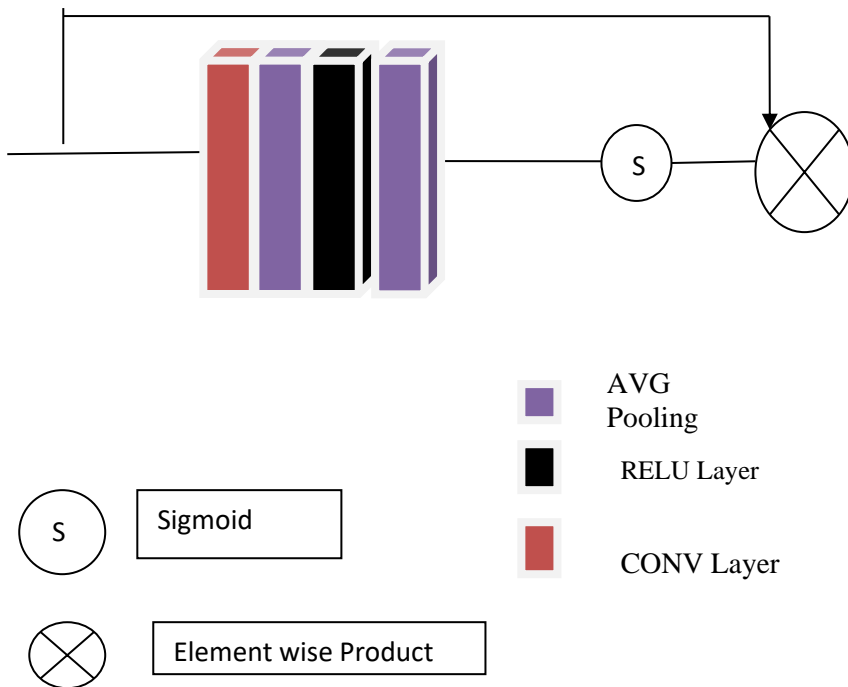 S
AVG
Pooling
RELU Layer
S
Sigmoid
CONV Layer
Element wise Product